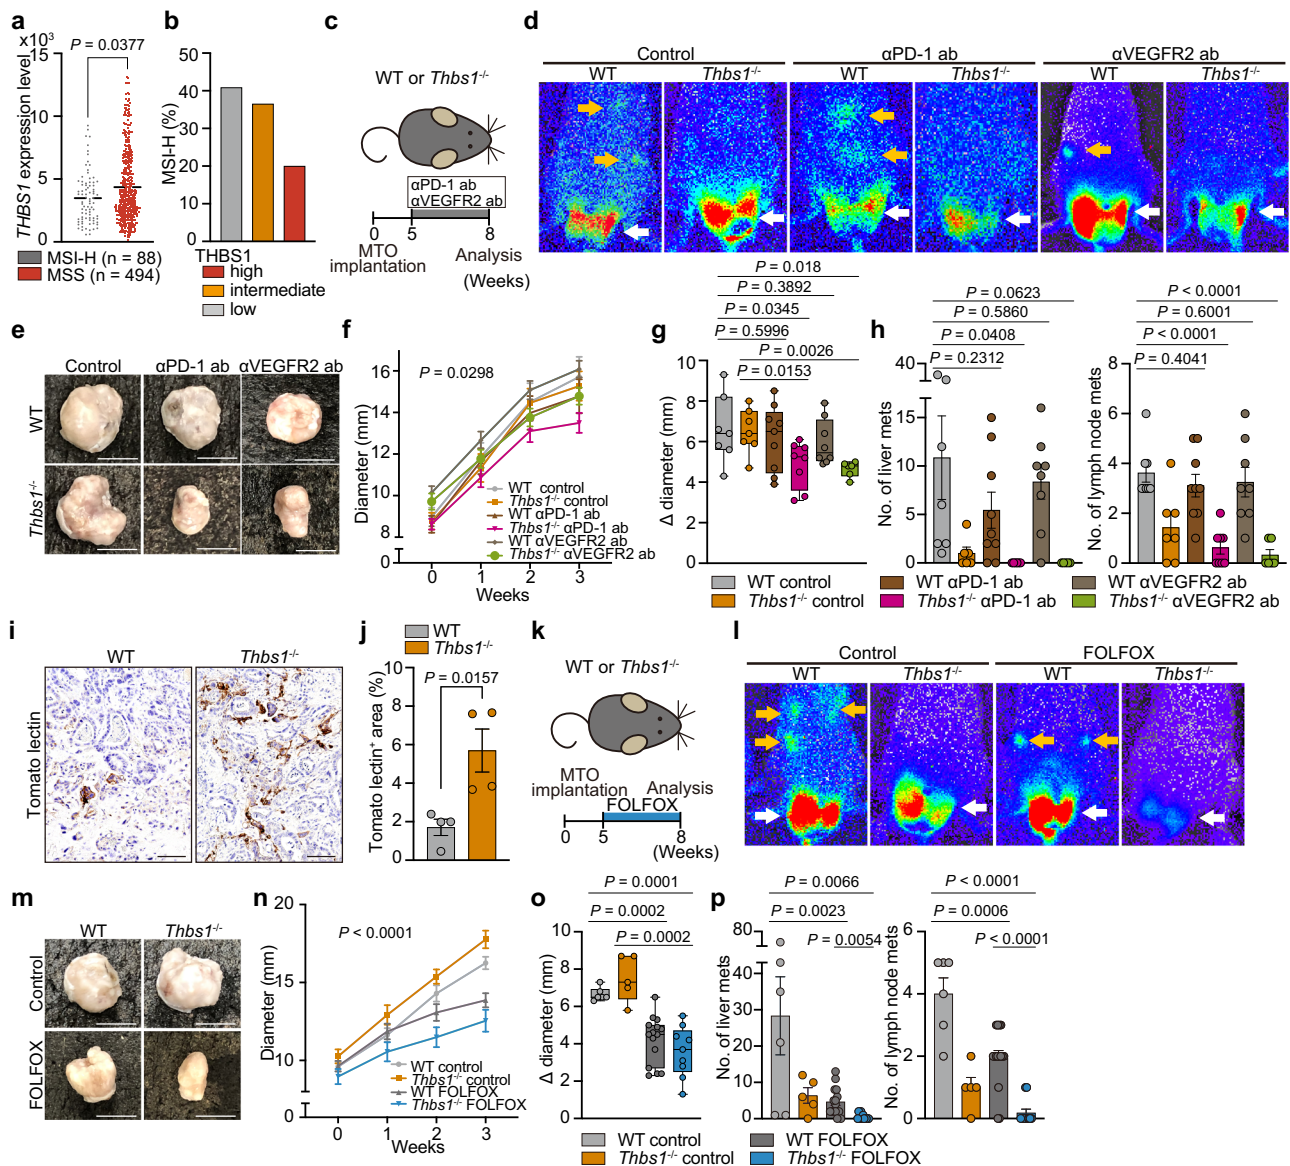 a
x10³
P = 0.0377
THBS1 expression level
15
10
5
0
MSI-H (n = 88)
MSS (n = 494)
b
MSI-H (%)
50
40
30
20
10
0
THBS1
high
intermediate
low
c
WT or Thbs1-/-
αPD-1 ab
αVEGFR2 ab
0 5 8
MTO implantation
Analysis
(Weeks)
d
Control αPD-1 ab αVEGFR2 ab
WT Thbs1-/- WT Thbs1-/- WT Thbs1-/-
e
Control αPD-1 ab αVEGFR2 ab
WT
Thbs1-/-
f
P = 0.0298
Diameter (mm)
16
14
12
10
8
0
WT control
Thbs1-/- control
WT αPD-1 ab
Thbs1-/- αPD-1 ab
WT αVEGFR2 ab
Thbs1-/- αVEGFR2 ab
0 1 2 3
Weeks
g
P = 0.018
P = 0.3892
P = 0.0345
P = 0.5996
P = 0.0026
P = 0.0153
Δ diameter (mm)
10
8
6
4
2
0
h
P = 0.0623
P = 0.5860
P = 0.0408
P = 0.2312
No. of liver mets
40
15
10
5
0
P < 0.0001
P = 0.6001
P < 0.0001
P = 0.4041
No. of lymph node mets
8
6
4
2
0
WT control
Thbs1-/- control
WT αPD-1 ab
Thbs1-/- αPD-1 ab
WT αVEGFR2 ab
Thbs1-/- αVEGFR2 ab
i
WT Thbs1-/-
Tomato lectin
j
WT
Thbs1-/-
P = 0.0157
Tomato lectin+ area (%)
10
8
6
4
2
0
k
WT or Thbs1-/-
MTO implantation
Analysis
FOLFOX
0 5 8
(Weeks)
l
Control FOLFOX
WT Thbs1-/- WT Thbs1-/-
m
WT Thbs1-/-
Control
FOLFOX
n
P < 0.0001
Diameter (mm)
20
15
10
0
WT control
Thbs1-/- control
WT FOLFOX
Thbs1-/- FOLFOX
0 1 2 3
Weeks
o
P = 0.0001
P = 0.0002
P = 0.0002
Δ diameter (mm)
10
8
6
4
2
0
p
P = 0.0066
P = 0.0023
P = 0.0054
No. of liver mets
80
40
30
20
10
0
P < 0.0001
P = 0.0006
P < 0.0001
No. of lymph node mets
6
4
2
0
WT control
Thbs1-/- control
WT FOLFOX
Thbs1-/- FOLFOX